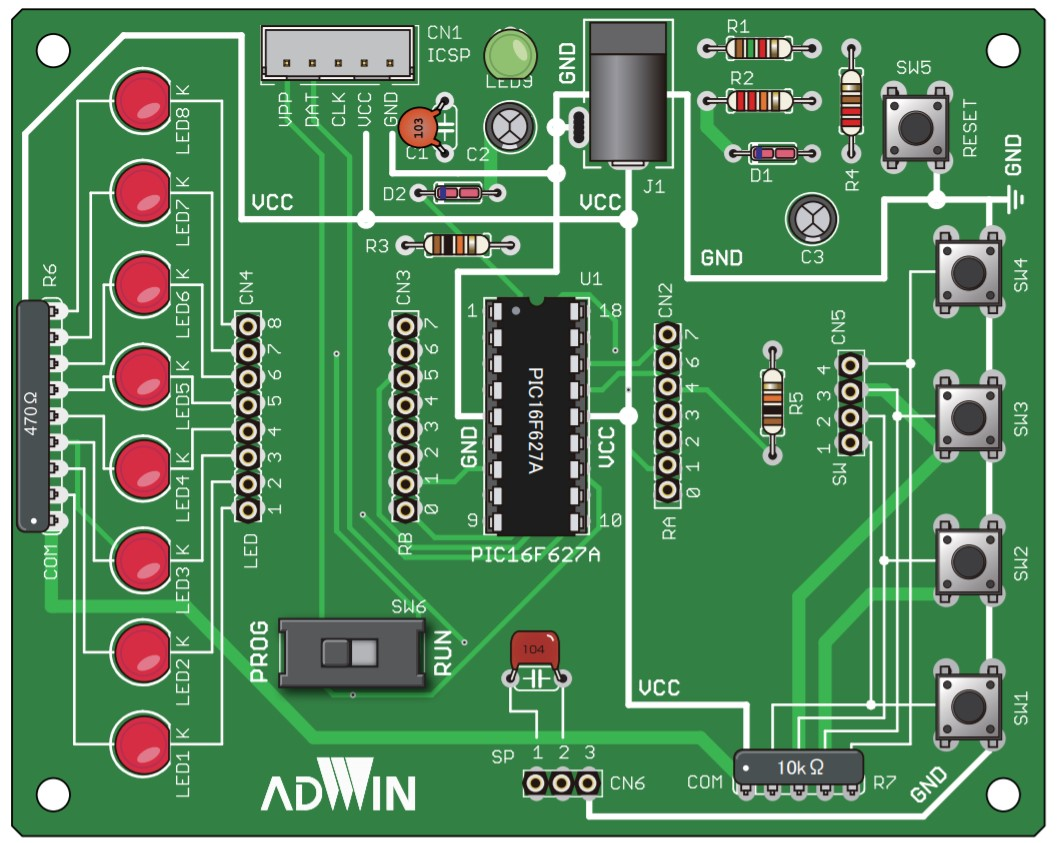 CN1
ICSP
VPP
DAT
CLK
VCC
GND
LED9
103
C1
C2
GND
J1
R1
R2
D1
R4
SW5
RESET
GND
C3
D2
R3
VCC
VCC
GND
LED8 K
LED7 K
LED6 K
LED5 K
LED4 K
LED3 K
LED2 K
LED1 K
R6
470Ω
COM
CN4
8
7
6
5
4
3
2
1
LED
CN3
7
6
5
4
3
2
1
0
RB
U1
1
18
PIC16F627A
GND
VCC
9
10
PIC16F627A
CN2
7
6
4
3
2
1
0
RA
R5
CN5
4
3
2
1
SW
SW4
SW3
SW2
SW1
SW6
PROG
RUN
104
SP
1 2 3
CN6
VCC
COM
10kΩ
R7
GND
ADWIN